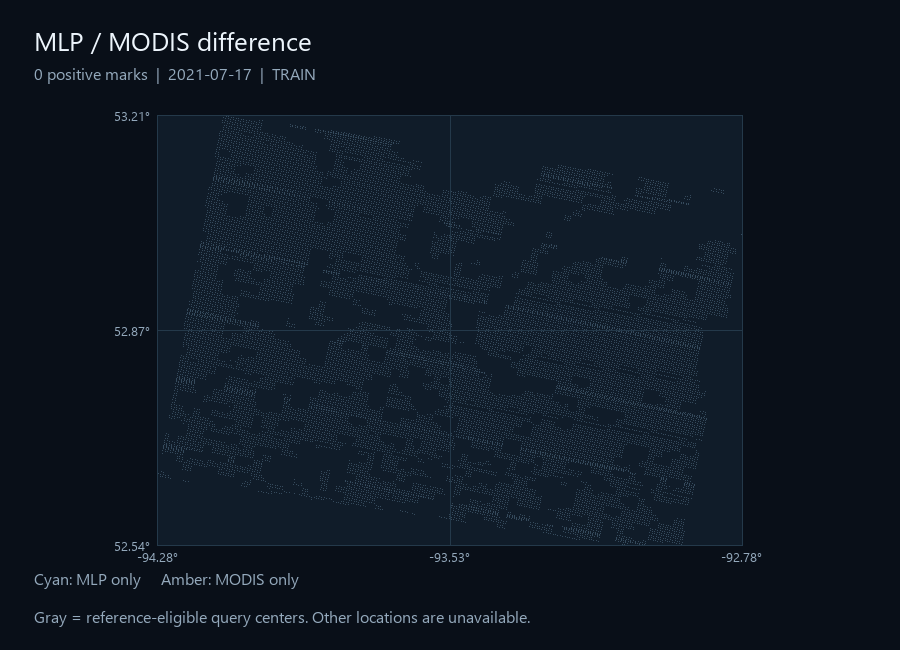 MLP / MODIS difference
0 positive marks | 2021-07-17 | TRAIN
53.21°
52.87°
52.54°
-94.28° -93.53° -92.78°
Cyan: MLP only Amber: MODIS only
Gray = reference-eligible query centers. Other locations are unavailable.